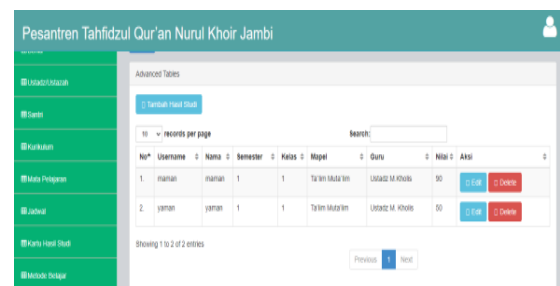 Pesantren Tahfidzul Qur'an Nurul Khoir Jambi
Ustadz/Ustazah
Santri
Kurikulum
Mata Pelajaran
Jadwal
Kartu Hasil Studi
Metode Belajar
Advanced Tables
Tambah Hasil Studi
10 records per page
Search:
No Username Nama Semester Kelas Mapel Guru Nilai Aksi
1. maman maman 1 1 Ta'lim Muta'lim Ustadz M.Kholis 90 Edit Delete
2. yaman yaman 1 1 Ta'lim Muta'lim Ustadz M. Kholis 50 Edit Delete
Showing 1 to 2 of 2 entries
Previous 1 Next